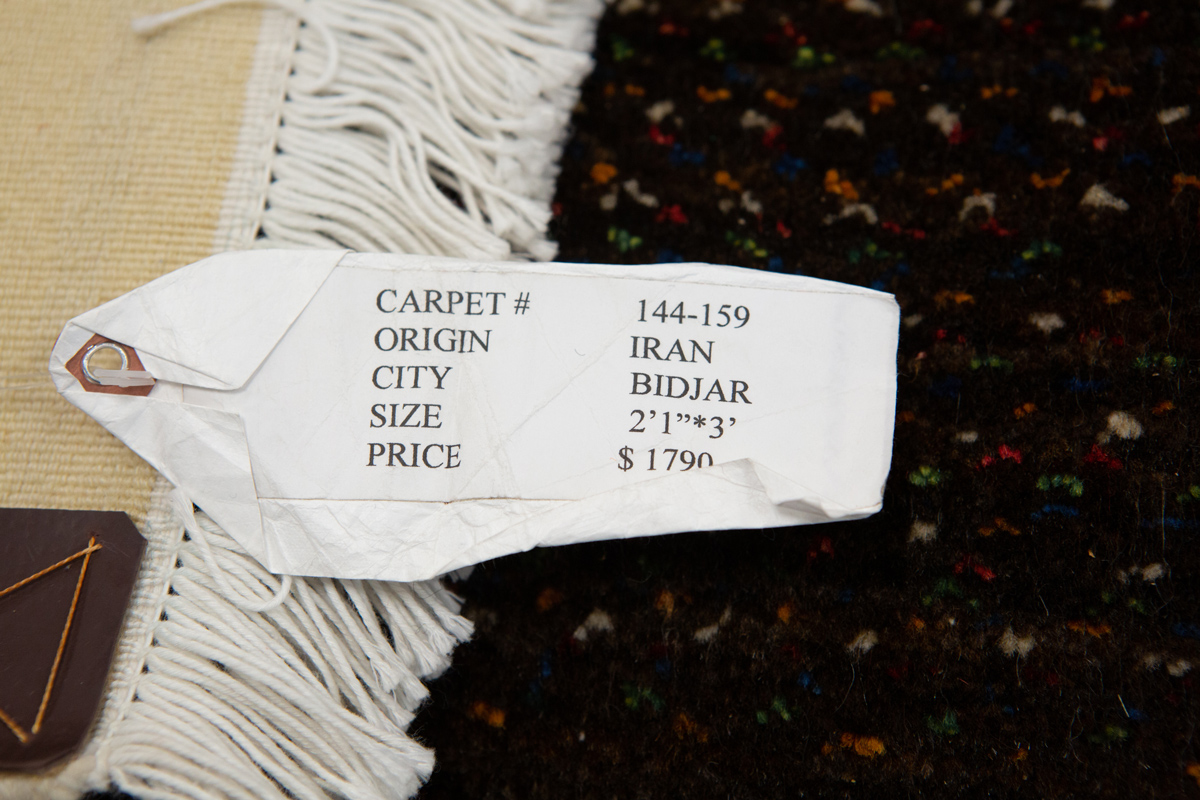 CARPET # 144-159
ORIGIN IRAN
CITY BIDJAR
SIZE 2’1”*3’
PRICE $ 1790